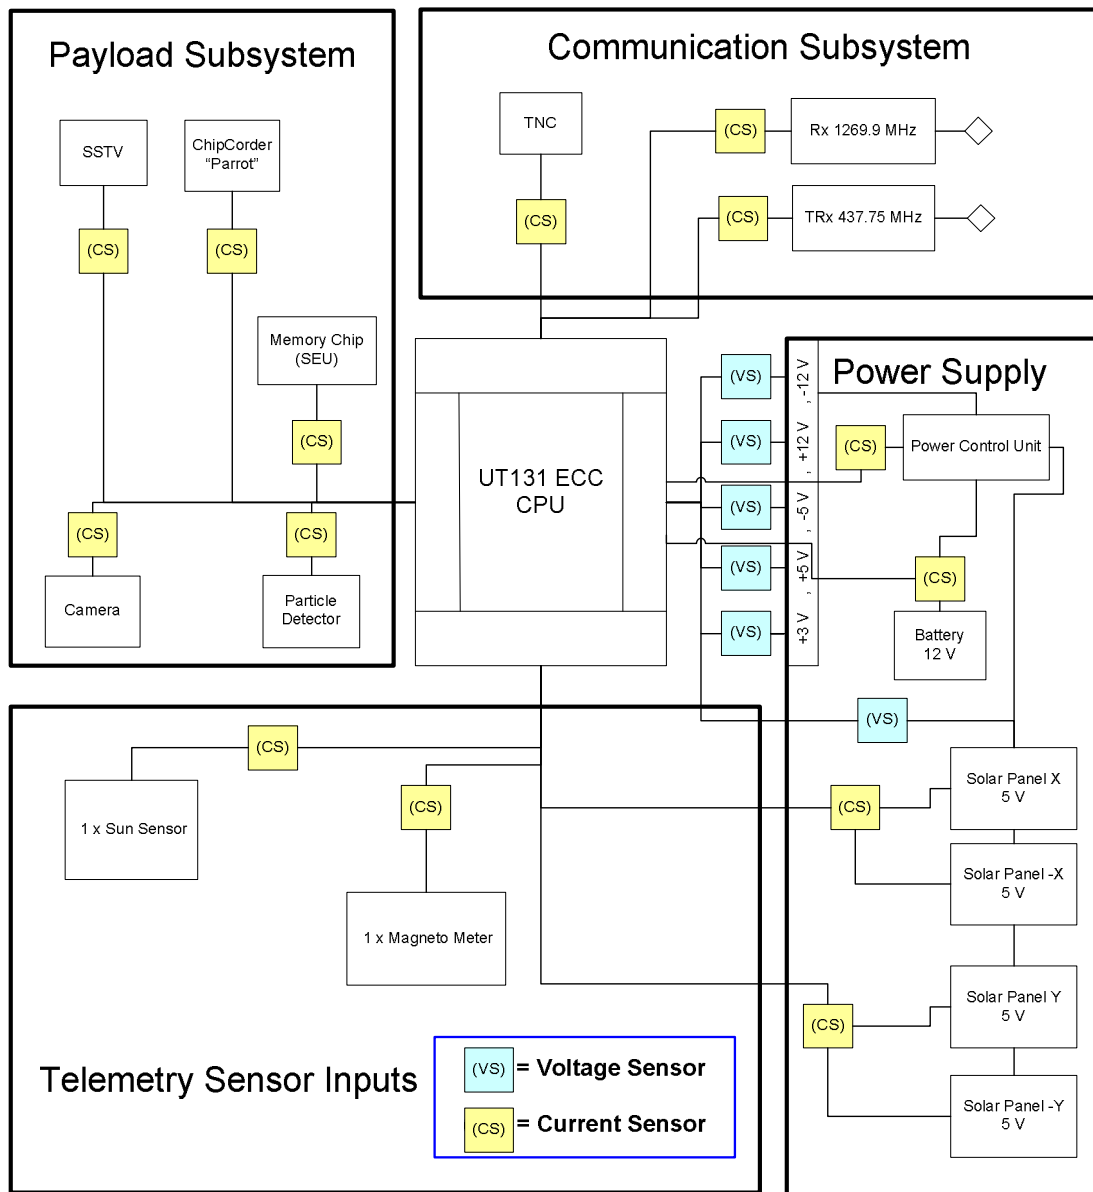 Payload Subsystem
SSTV
ChipCorder
“Parrot”
(CS)
(CS)
Memory Chip
(SEU)
(CS)
(CS)
(CS)
Camera
Particle
Detector
Communication Subsystem
TNC
(CS)
(CS)
Rx 1269.9 MHz
(CS)
TRx 437.75 MHz
UT131 ECC
CPU
(VS)
(VS)
(VS)
(VS)
(VS)
+3 V , +5 V , -5 V , +12 V , -12 V
Power Supply
(CS)
Power Control Unit
(CS)
Battery
12 V
(VS)
Solar Panel X
5 V
(CS)
Solar Panel -X
5 V
Solar Panel Y
5 V
(CS)
Solar Panel -Y
5 V
(CS)
1 x Sun Sensor
(CS)
1 x Magneto Meter
Telemetry Sensor Inputs
(VS) = Voltage Sensor
(CS) = Current Sensor